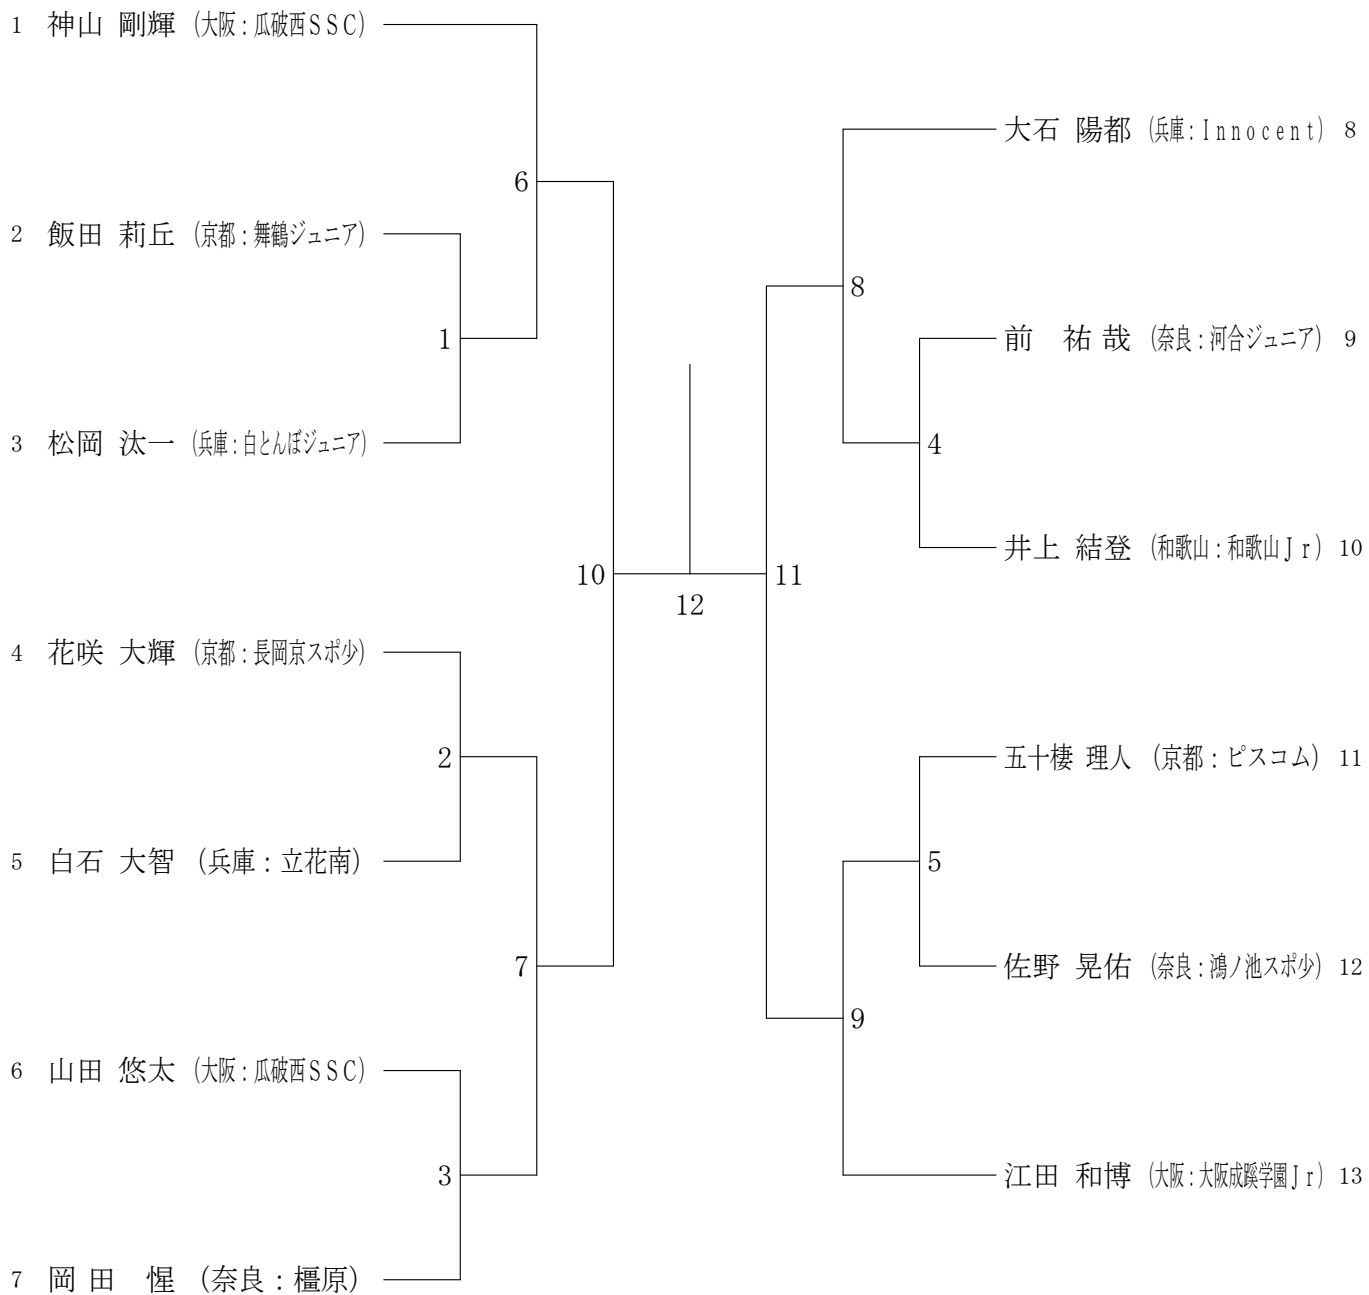 1 神山 剛輝 (大阪：瓜破西ＳＳＣ)
6
2 飯田 莉丘 (京都：舞鶴ジュニア)
1
3 松岡 汰一 (兵庫：白とんぼジュニア)
4 花咲 大輝 (京都：長岡京スポ少)
2
5 白石 大智 (兵庫：立花南)
7
6 山田 悠太 (大阪：瓜破西ＳＳＣ)
3
7 岡田 惺 (奈良：橿原)
10
12
11
大石 陽都 (兵庫：Ｉｎｎｏｃｅｎｔ) 8
8
前 祐哉 (奈良：河合ジュニア) 9
4
井上 結登 (和歌山：和歌山Ｊｒ) 10
五十棲 理人 (京都：ピスコム) 11
5
佐野 晃佑 (奈良：鴻ノ池スポ少) 12
9
江田 和博 (大阪：大阪成蹊学園Ｊｒ) 13